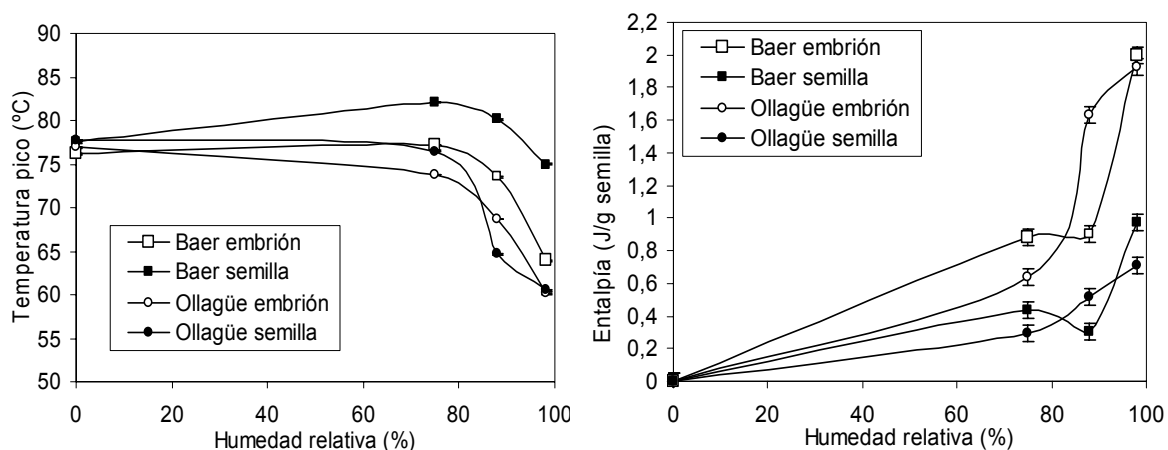 Temperatura pico (ºC)
90
85
80
75
70
65
60
55
50
0
20
40
60
80
100
Humedad relativa (%)
Baer embrión
Baer semilla
Ollagüe embrión
Ollagüe semilla
Entalpía (J/g semilla)
2,2
2
1,8
1,6
1,4
1,2
1
0,8
0,6
0,4
0,2
0
0
20
40
60
80
100
Humedad relativa (%)
Baer embrión
Baer semilla
Ollagüe embrión
Ollagüe semilla